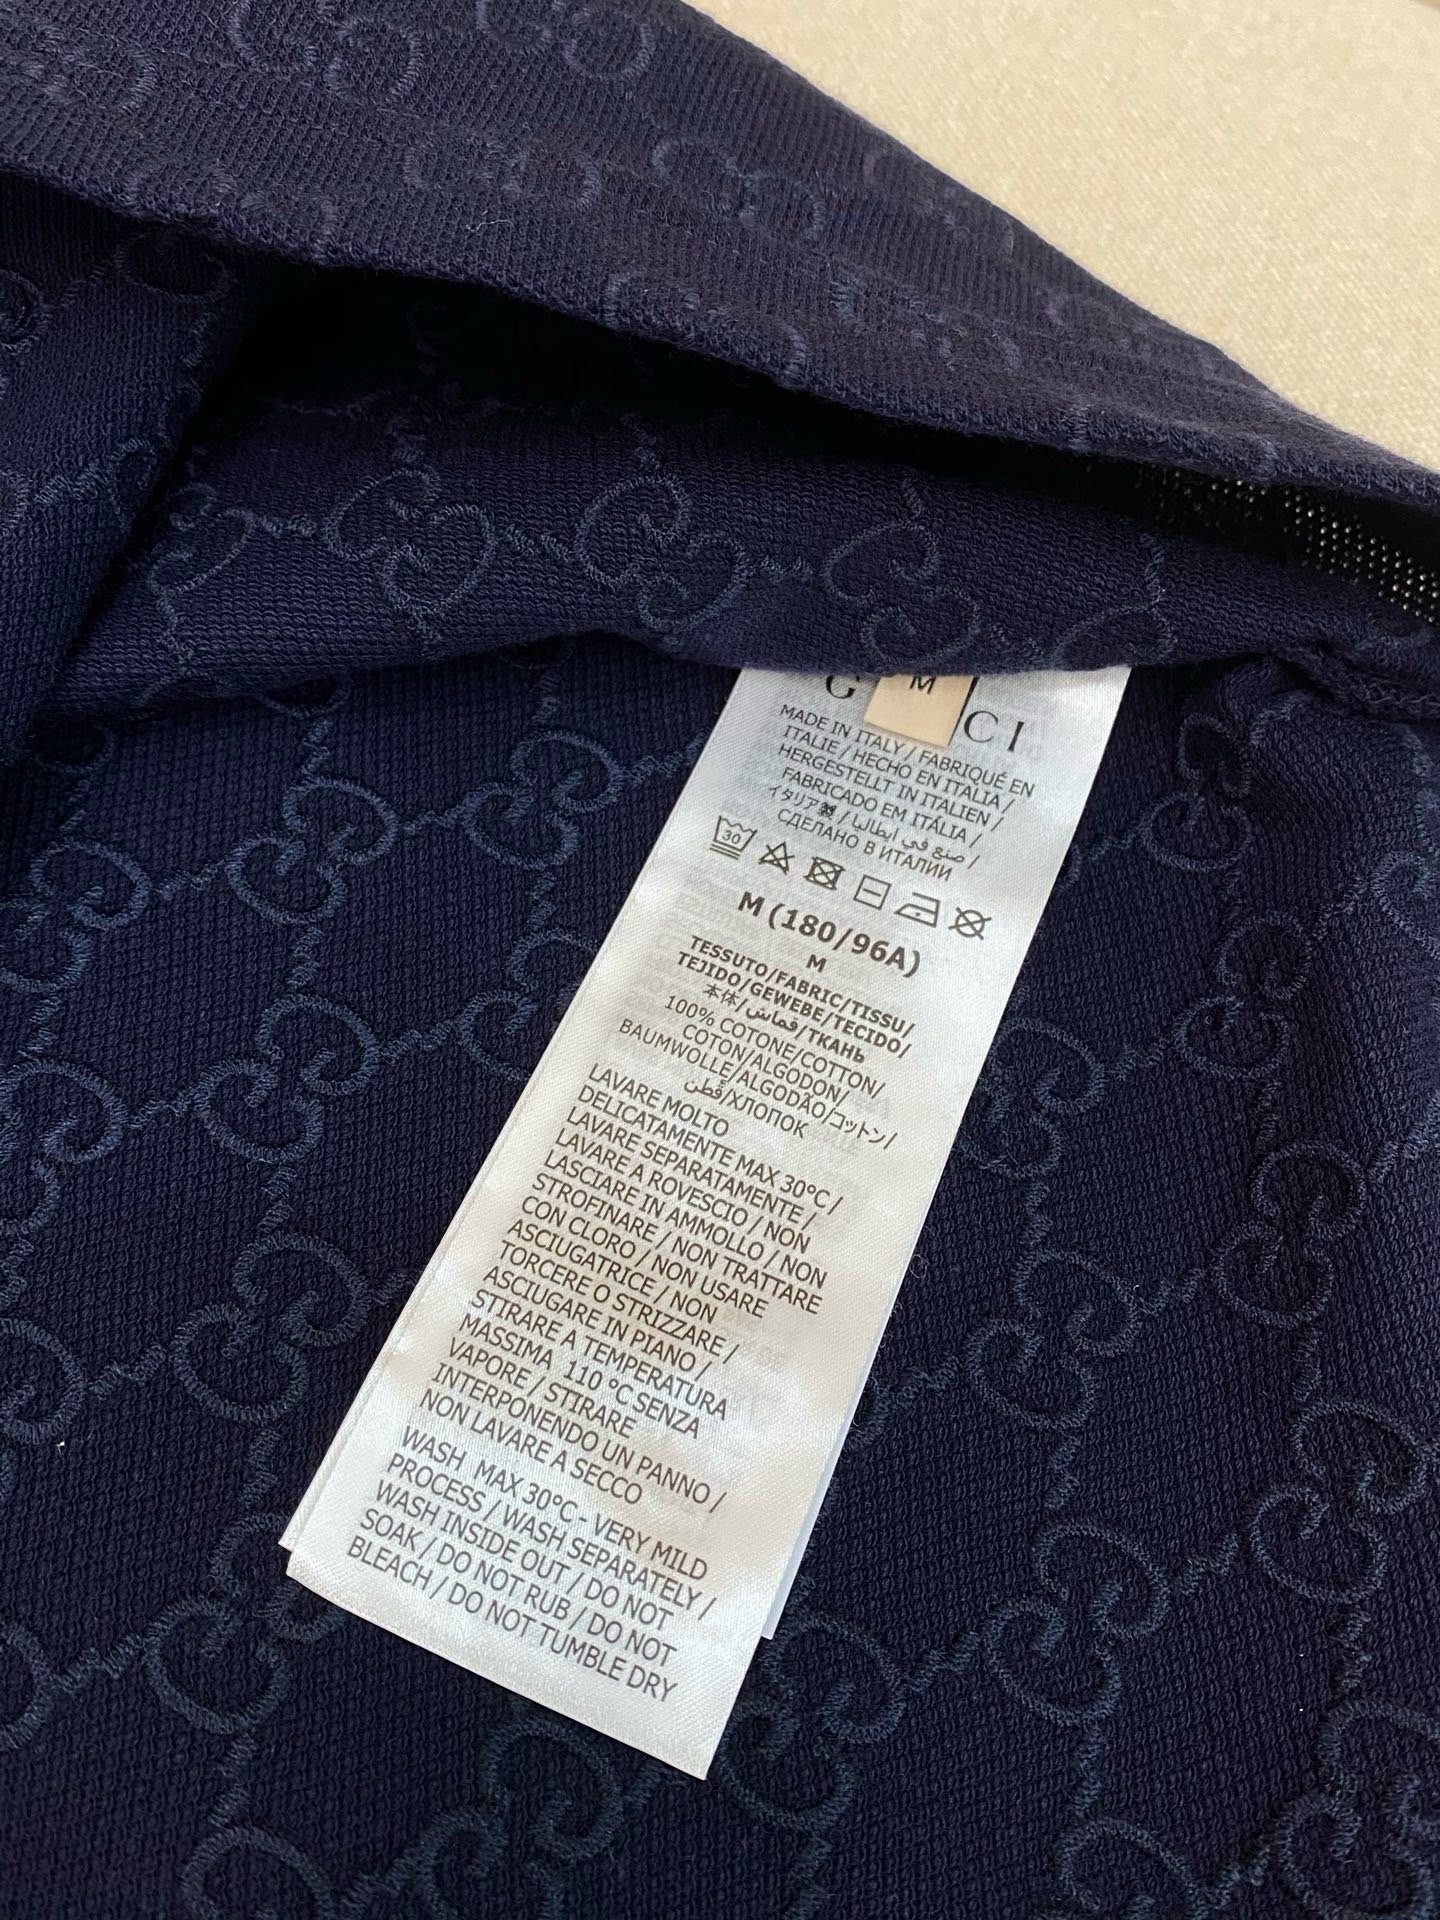 M
G CI
MADE IN ITALY / FABRIQUÉ EN
ITALIE / HECHO EN ITALIA /
HERGESTELLT IN ITALIEN /
FABRICADO EM ITÁLIA /
イタリア製 / صنع في ايطاليا /
СДЕЛАНО В ИТАЛИИ
30
M (180/96A)
M
TESSUTO/FABRIC/TISSU/
TEJIDO/GEWEBE/TECIDO/
本体/قماش/ТКАНЬ
100% COTONE/COTTON/
COTON/ALGODON/
BAUMWOLLE/ALGODÃO/コットン/
قطن/ХЛОПОК
LAVARE MOLTO
DELICATAMENTE MAX 30°C /
LAVARE SEPARATAMENTE /
LAVARE A ROVESCIO / NON
LASCIARE IN AMMOLLO / NON
STROFINARE / NON TRATTARE
CON CLORO / NON USARE
ASCIUGATRICE / NON
TORCERE O STRIZZARE /
ASCIUGARE IN PIANO /
STIRARE A TEMPERATURA
MASSIMA 110 °C SENZA
VAPORE / STIRARE
INTERPONENDO UN PANNO /
NON LAVARE A SECCO
WASH MAX 30°C - VERY MILD
PROCESS / WASH SEPARATELY /
WASH INSIDE OUT / DO NOT
SOAK / DO NOT RUB / DO NOT
BLEACH / DO NOT TUMBLE DRY